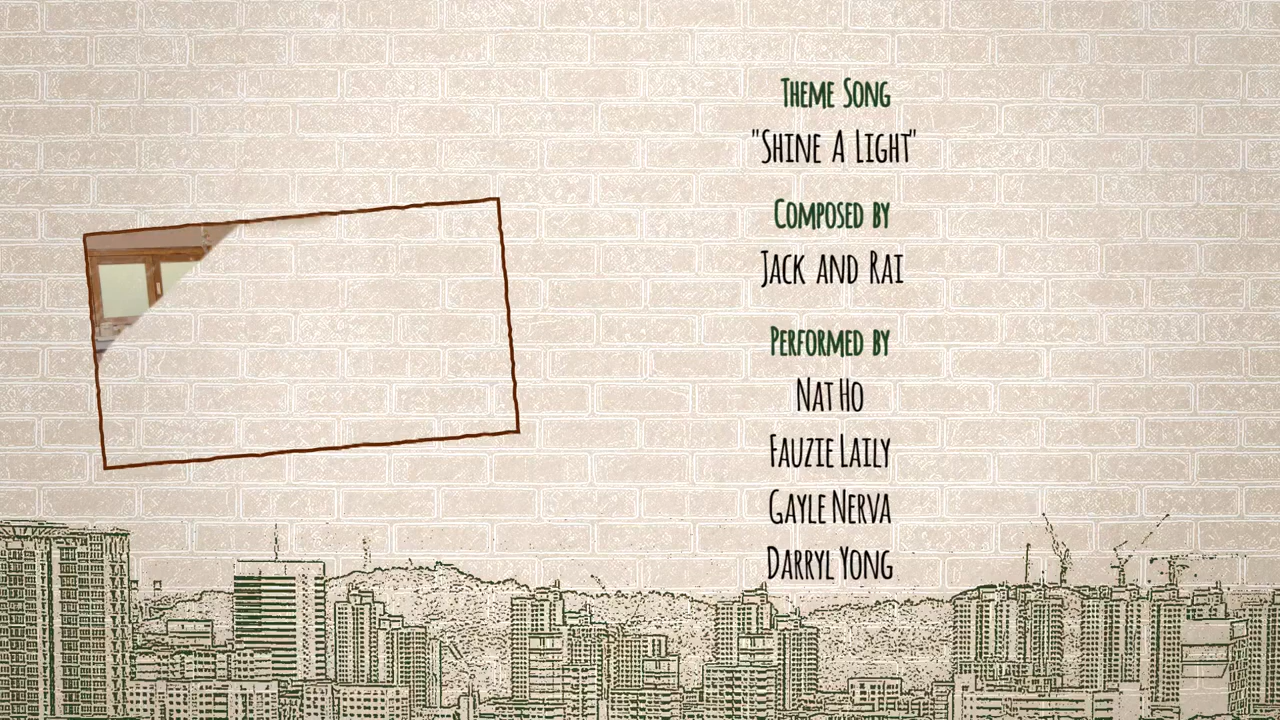 Theme Song
"Shine A Light"
Composed by
Jack and Rai
Performed by
Nat Ho
Fauzie Laily
Gayle Nerva
Darryl Yong